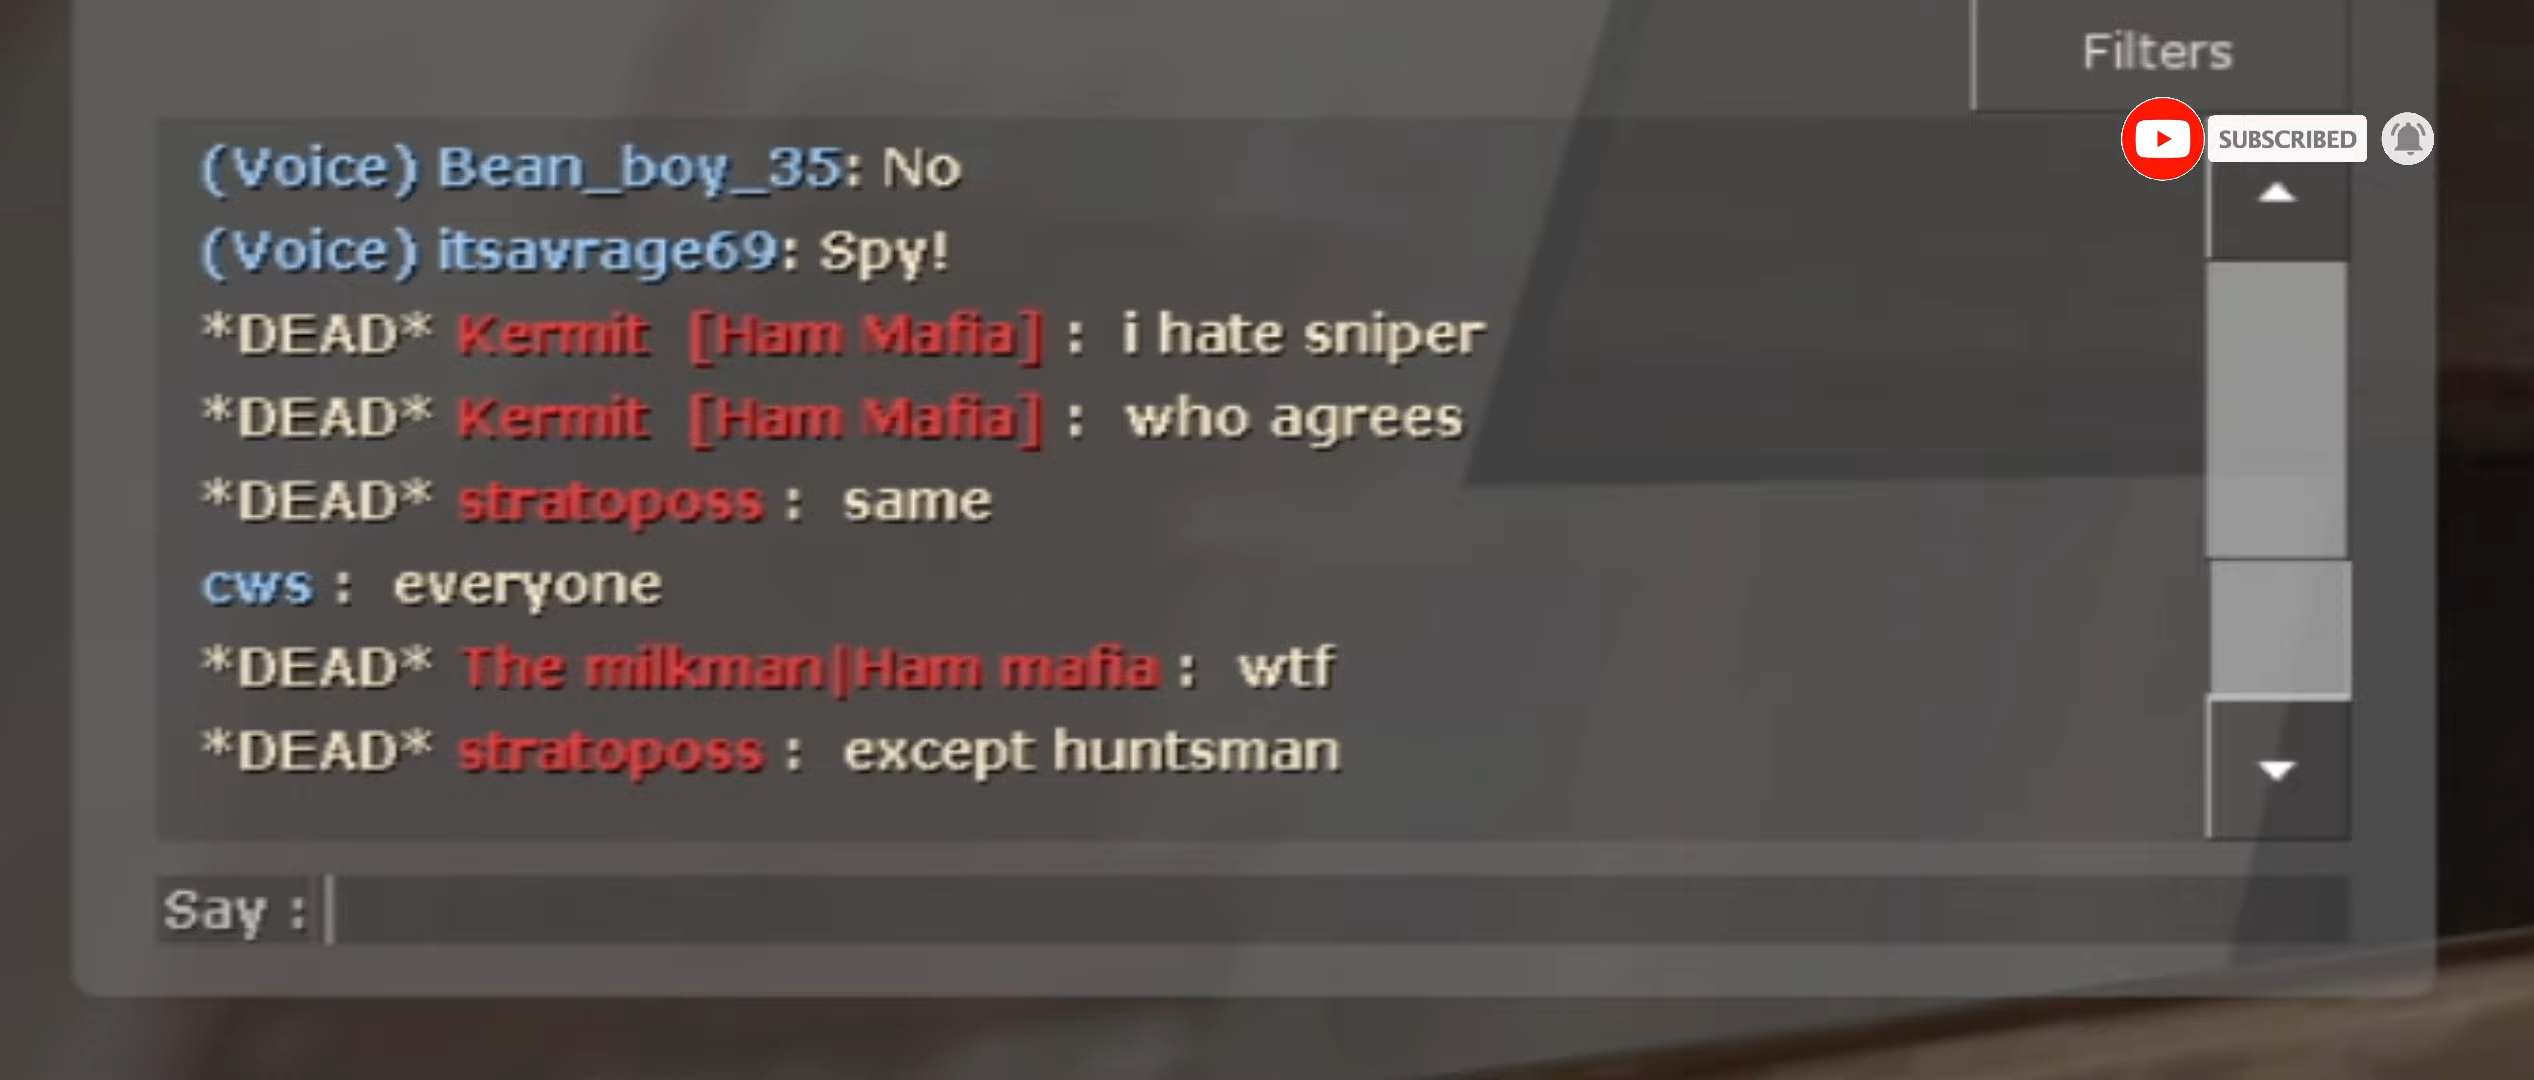 Filters
SUBSCRIBED
(Voice) Bean_boy_35: No
(Voice) itsavrage69: Spy!
*DEAD* Kermit  [Ham Mafia] :  i hate sniper
*DEAD* Kermit  [Ham Mafia] :  who agrees
*DEAD* stratoposs :  same
cws :  everyone
*DEAD* The milkman|Ham mafia :  wtf
*DEAD* stratoposs :  except huntsman
Say :